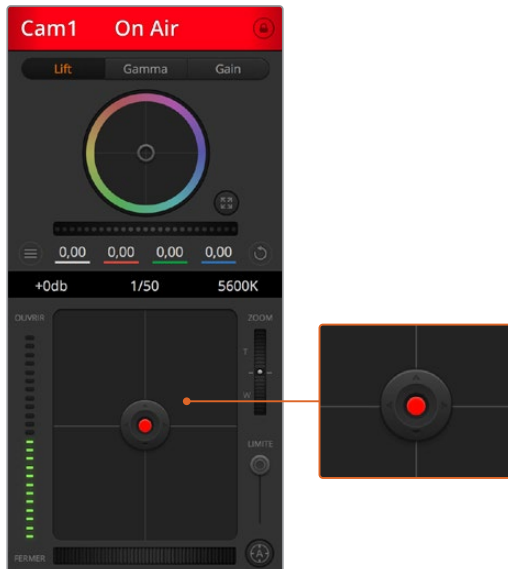 Cam1 On Air
Lift Gamma Gain
0,00 0,00 0,00 0,00
+0db 1/50 5600K
OUVRIR ZOOM
T
W
LIMITE
A
FERMER